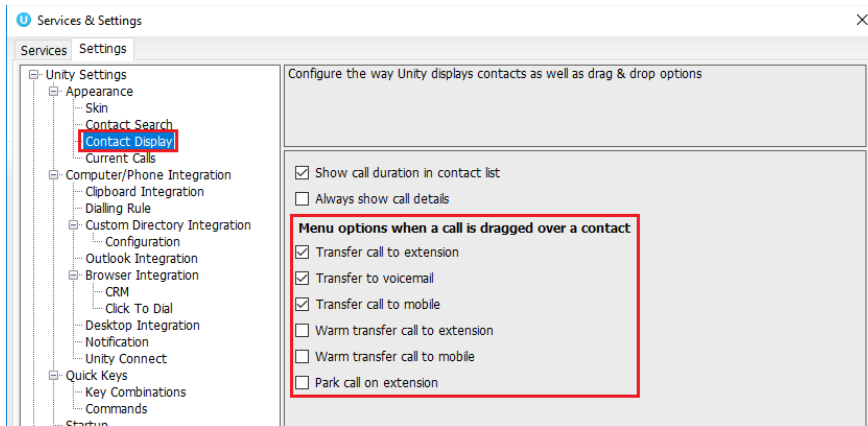 Services & Settings
Services Settings
Unity Settings
Appearance
Skin
Contact Search
Contact Display
Current Calls
Computer/Phone Integration
Clipboard Integration
Dialling Rule
Custom Directory Integration
Configuration
Outlook Integration
Browser Integration
CRM
Click To Dial
Desktop Integration
Notification
Unity Connect
Quick Keys
Key Combinations
Commands
Startup
Configure the way Unity displays contacts as well as drag & drop options
Show call duration in contact list
Always show call details
Menu options when a call is dragged over a contact
Transfer call to extension
Transfer to voicemail
Transfer call to mobile
Warm transfer call to extension
Warm transfer call to mobile
Park call on extension